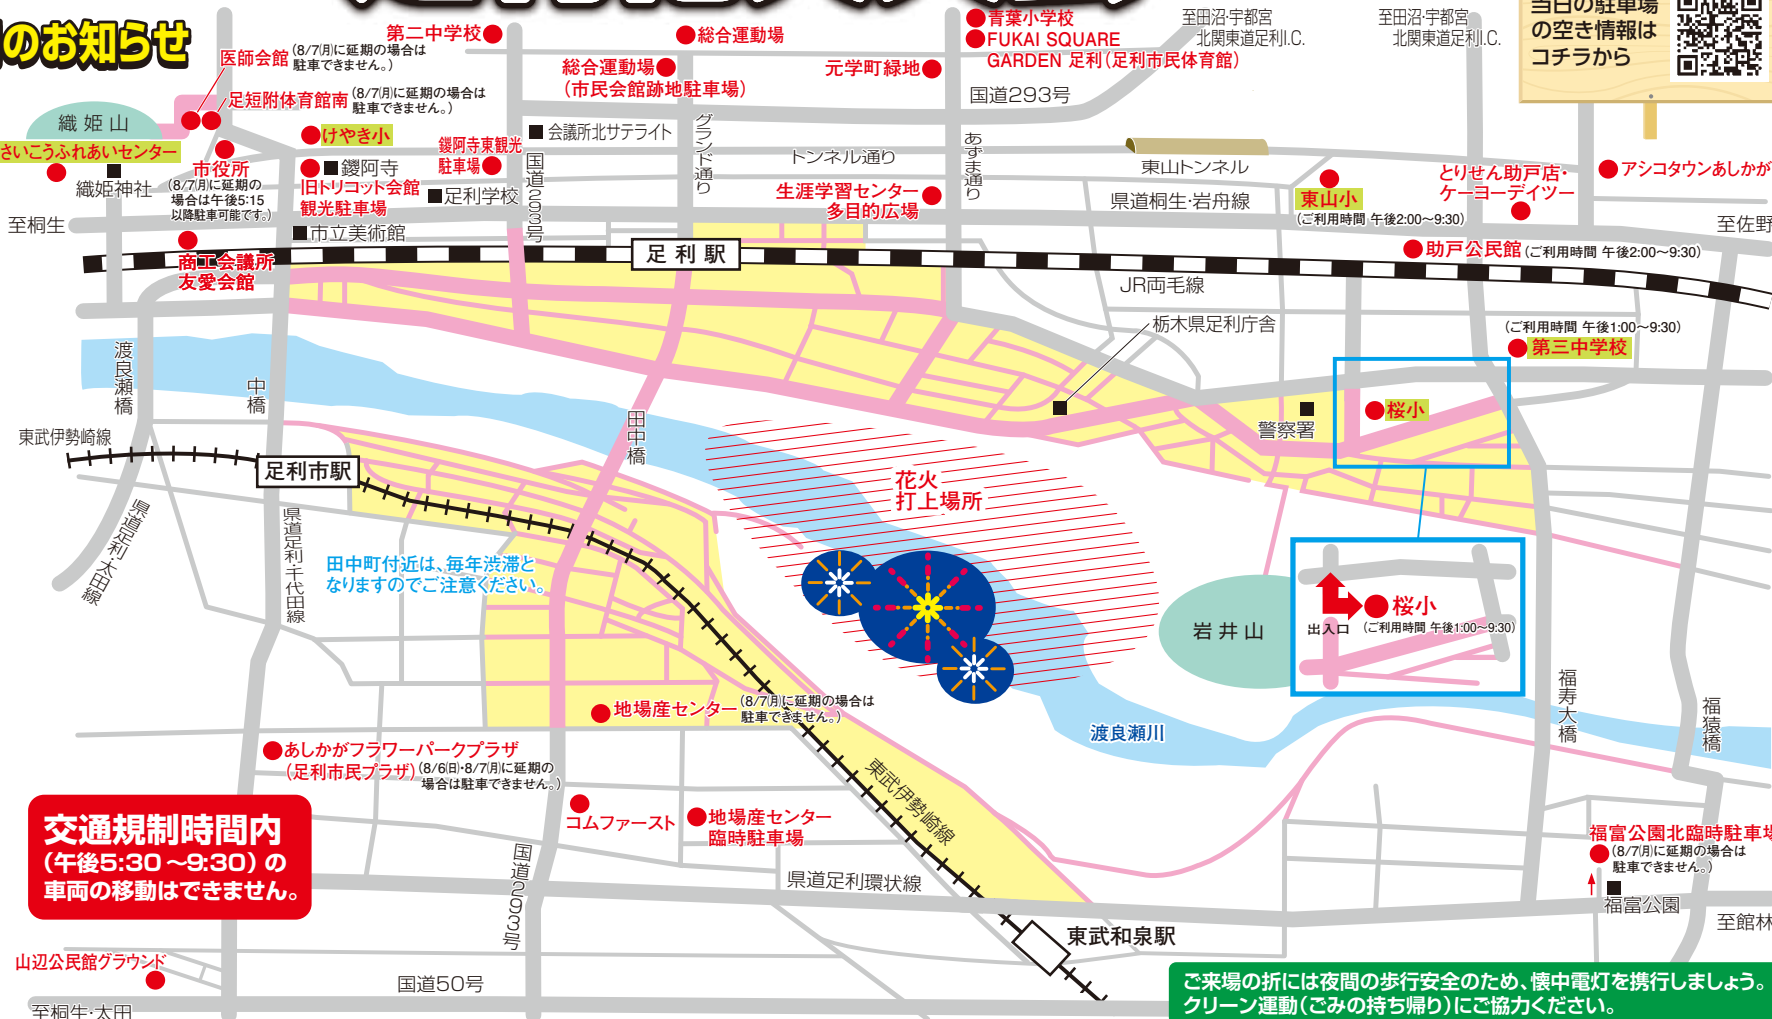 のお知らせ
第二中学校
総合運動場
青葉小学校
FUKAI SQUARE
GARDEN 足利(足利市民体育館)
至田沼・宇都宮
北関東道足利I.C.
至田沼・宇都宮
北関東道足利I.C.
当日の駐車場
の空き情報は
コチラから
医師会館
(8/7(月)に延期の場合は
駐車できません。)
総合運動場
(市民会館跡地駐車場)
元学町緑地
足短附体育館南
(8/7(月)に延期の場合は
駐車できません。)
国道293号
織姫山
けやき小
会議所北サテライト
グランド通り
あずま通り
さいこうふれあいセンター
鑁阿寺東観光
駐車場
国道293号
トンネル通り
東山トンネル
市役所
(8/7(月)に延期の
場合は午後5:15
以降駐車可能です。)
鑁阿寺
旧トリコット会館
観光駐車場
織姫神社
足利学校
生涯学習センター
多目的広場
県道桐生・岩舟線
東山小
(ご利用時間 午後2:00〜9:30)
とりせん助戸店・
ケーヨーデイツー
アシコタウンあしかが
至桐生
市立美術館
至佐野
商工会議所
友愛会館
足利駅
助戸公民館
(ご利用時間 午後2:00〜9:30)
JR両毛線
栃木県足利庁舎
(ご利用時間 午後1:00〜9:30)
第三中学校
渡良瀬橋
中橋
田中橋
桜小
警察署
東武伊勢崎線
足利市駅
花火
打上場所
県道足利・太田線
県道足利・千代田線
田中町付近は、毎年渋滞と
なりますのでご注意ください。
岩井山
桜小
出入口
(ご利用時間 午後1:00〜9:30)
福寿大橋
福猿橋
地場産センター
(8/7(月)に延期の場合は
駐車できません。)
渡良瀬川
あしかがフラワーパークプラザ
(足利市民プラザ)
(8/6(日)・8/7(月)に延期の
場合は駐車できません。)
東武伊勢崎線
コムファースト
地場産センター
臨時駐車場
交通規制時間内
(午後5:30〜9:30)の
車両の移動はできません。
国道293号
県道足利環状線
福富公園北臨時駐車場
(8/7(月)に延期の場合は
駐車できません。)
福富公園
至館林
東武和泉駅
山辺公民館グラウンド
国道50号
至桐生・太田
ご来場の折には夜間の歩行安全のため、懐中電灯を携行しましょう。
クリーン運動(ごみの持ち帰り)にご協力ください。